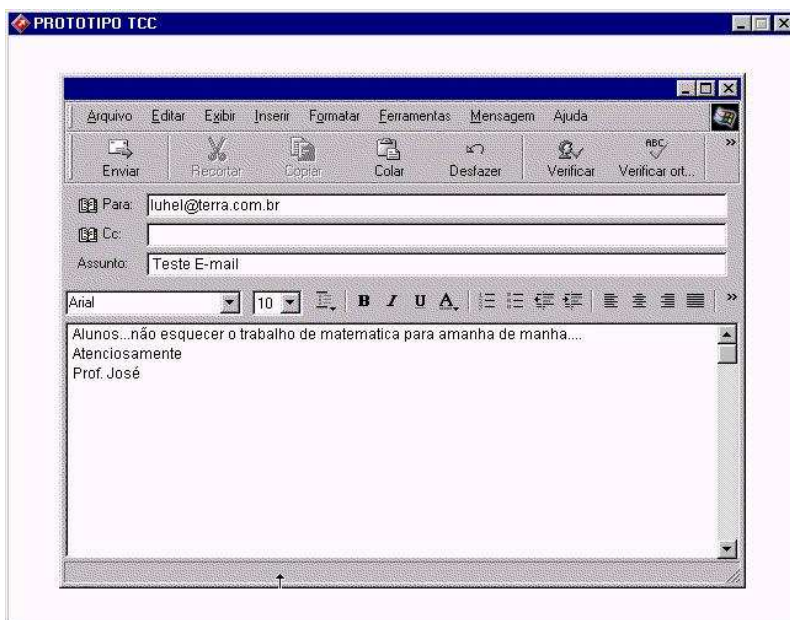 PROTOTIPO TCC
Arquivo Editar Exibir Inserir Formatar Ferramentas Mensagem Ajuda
Enviar Recortar Copiar Colar Desfazer Verificar Verificar ort...
Para: luhel@terra.com.br
Cc:
Assunto: Teste E-mail
Arial 10 B I U A
Alunos...não esquecer o trabalho de matematica para amanha de manha....
Atenciosamente
Prof. José